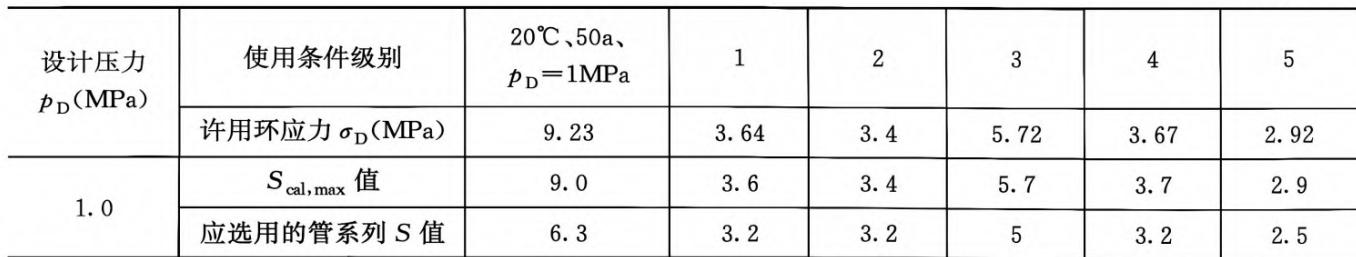 设计压力 p_D(MPa) 使用条件级别 20℃、50a、p_D=1MPa 1 2 3 4 5
许用环应力 σ_D(MPa) 9.23 3.64 3.4 5.72 3.67 2.92
1.0 S_cal,max 值 9.0 3.6 3.4 5.7 3.7 2.9
应选用的管系列 S 值 6.3 3.2 3.2 5 3.2 2.5